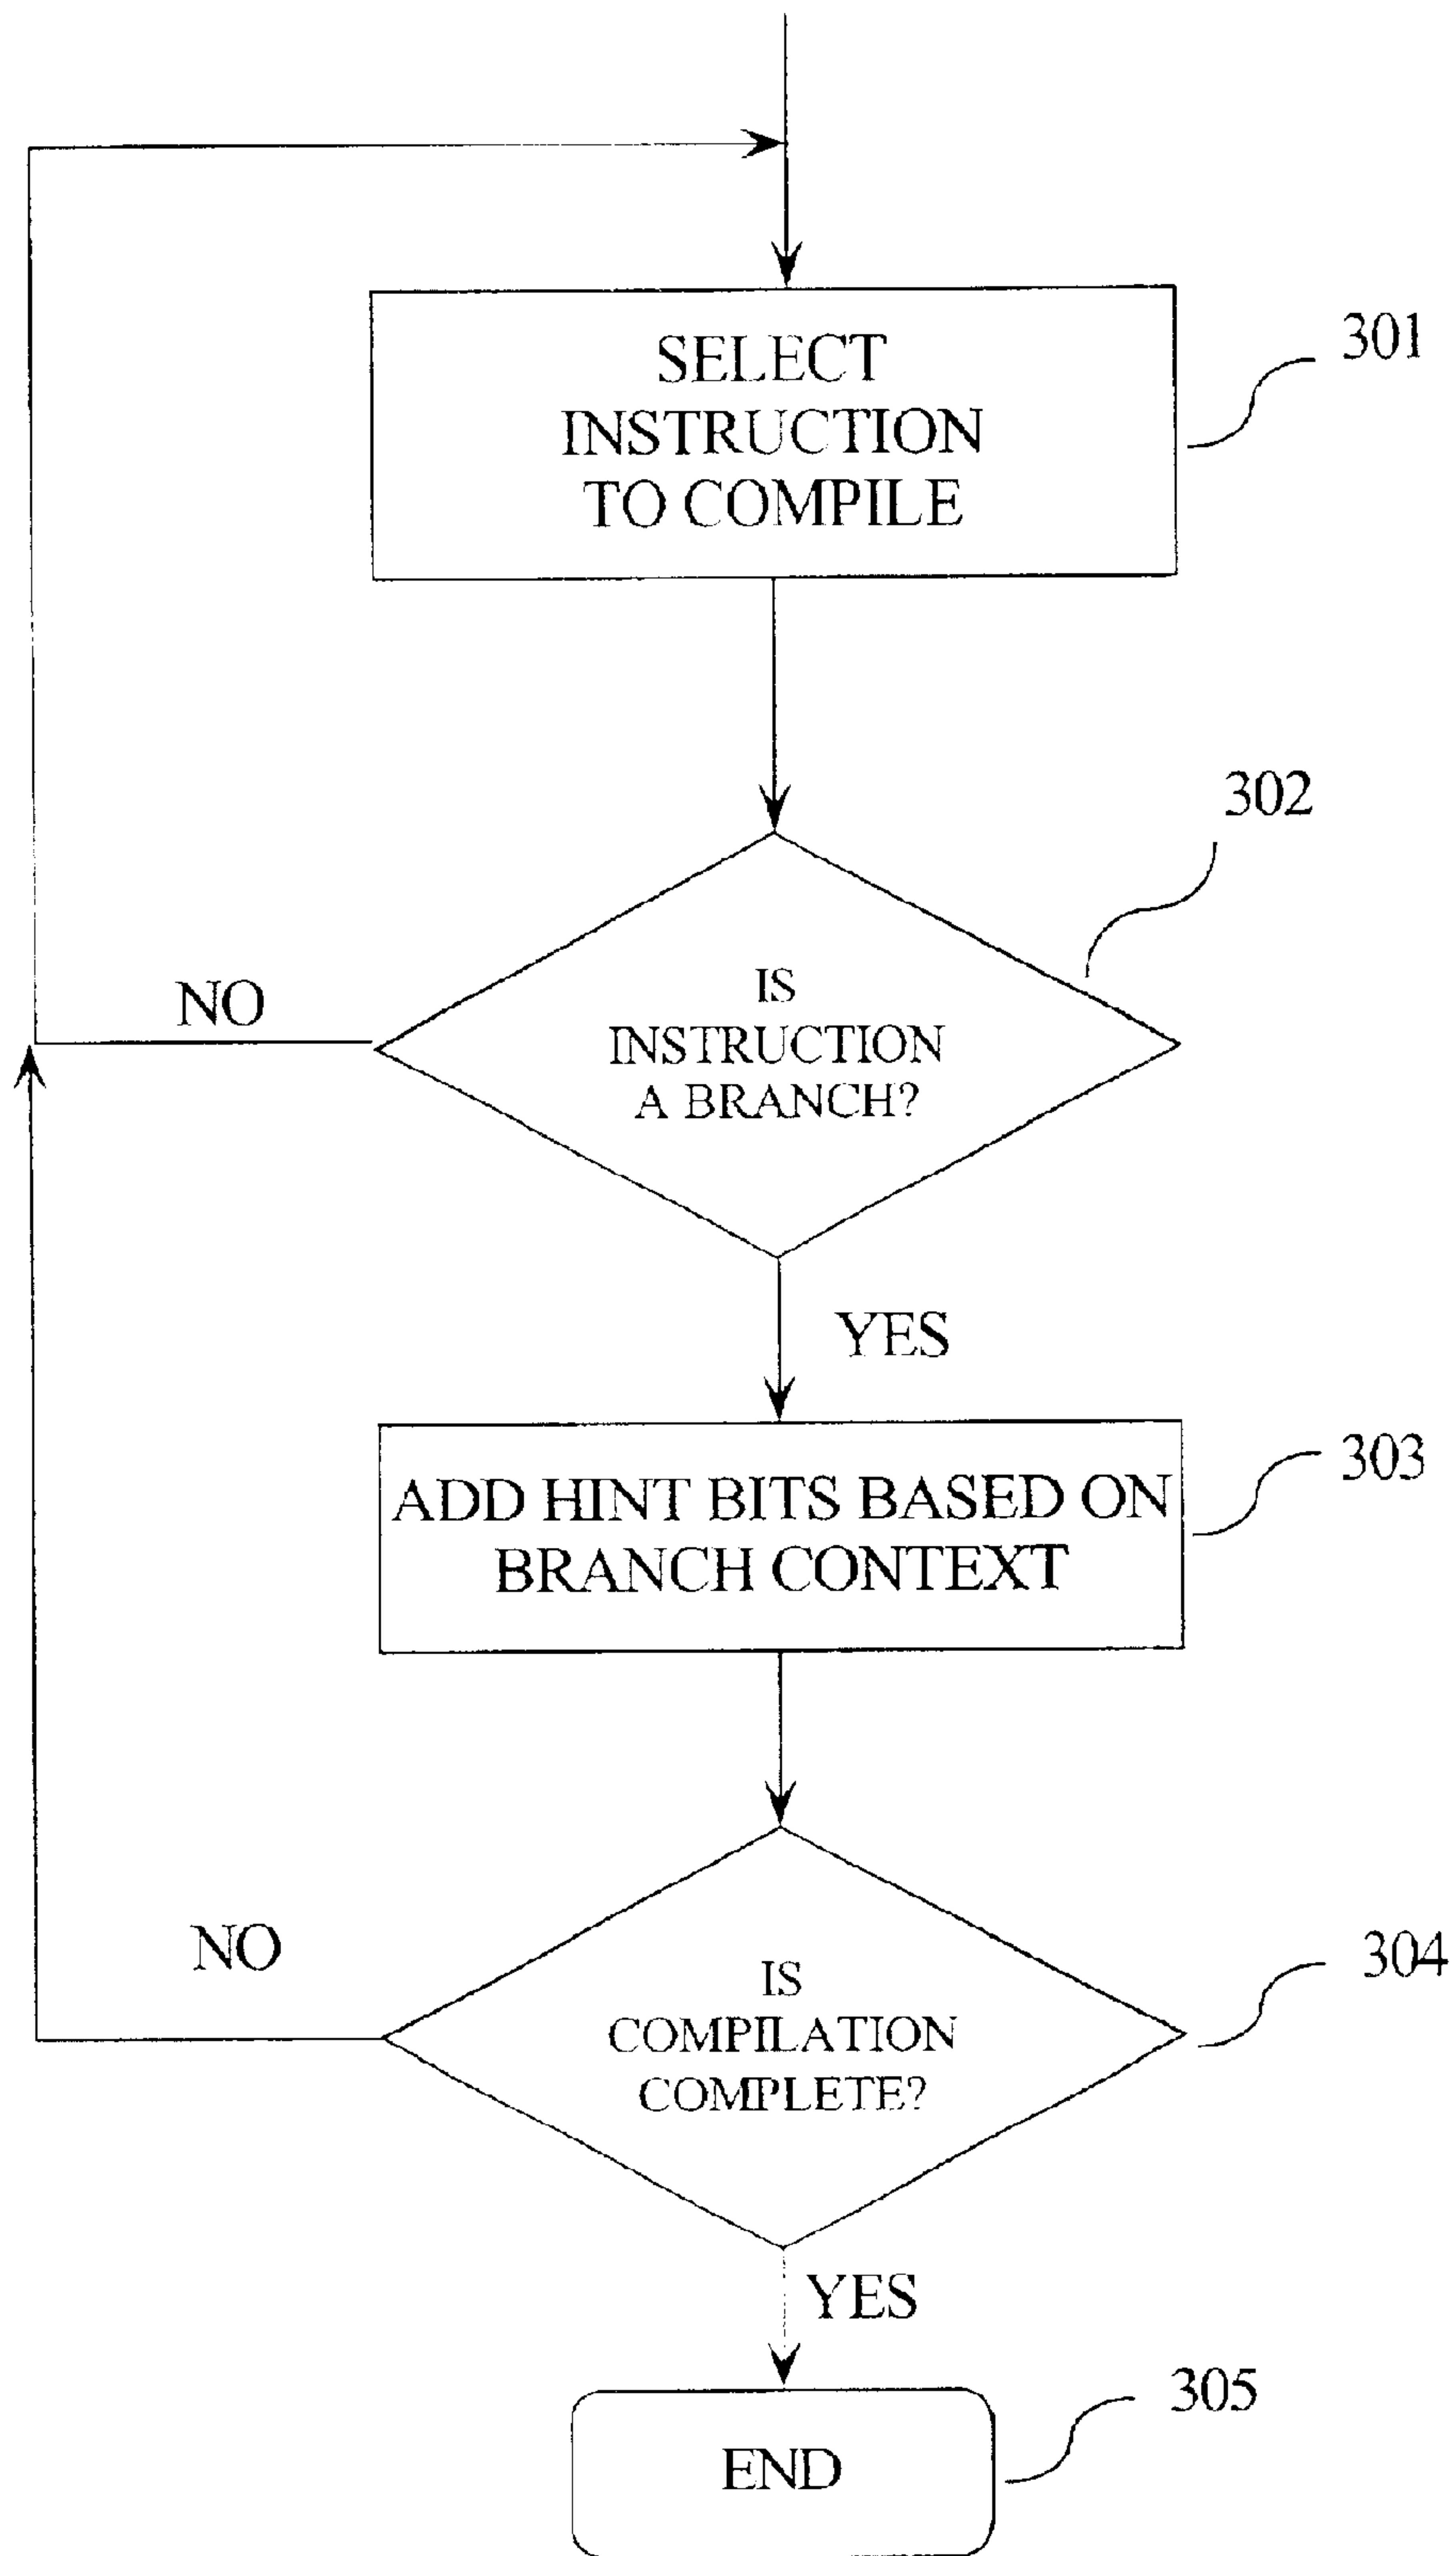 SELECT
INSTRUCTION
TO COMPILE
301
302
IS
INSTRUCTION
A BRANCH?
NO
YES
ADD HINT BITS BASED ON
BRANCH CONTEXT
303
NO
IS
COMPILATION
COMPLETE?
304
YES
END
305